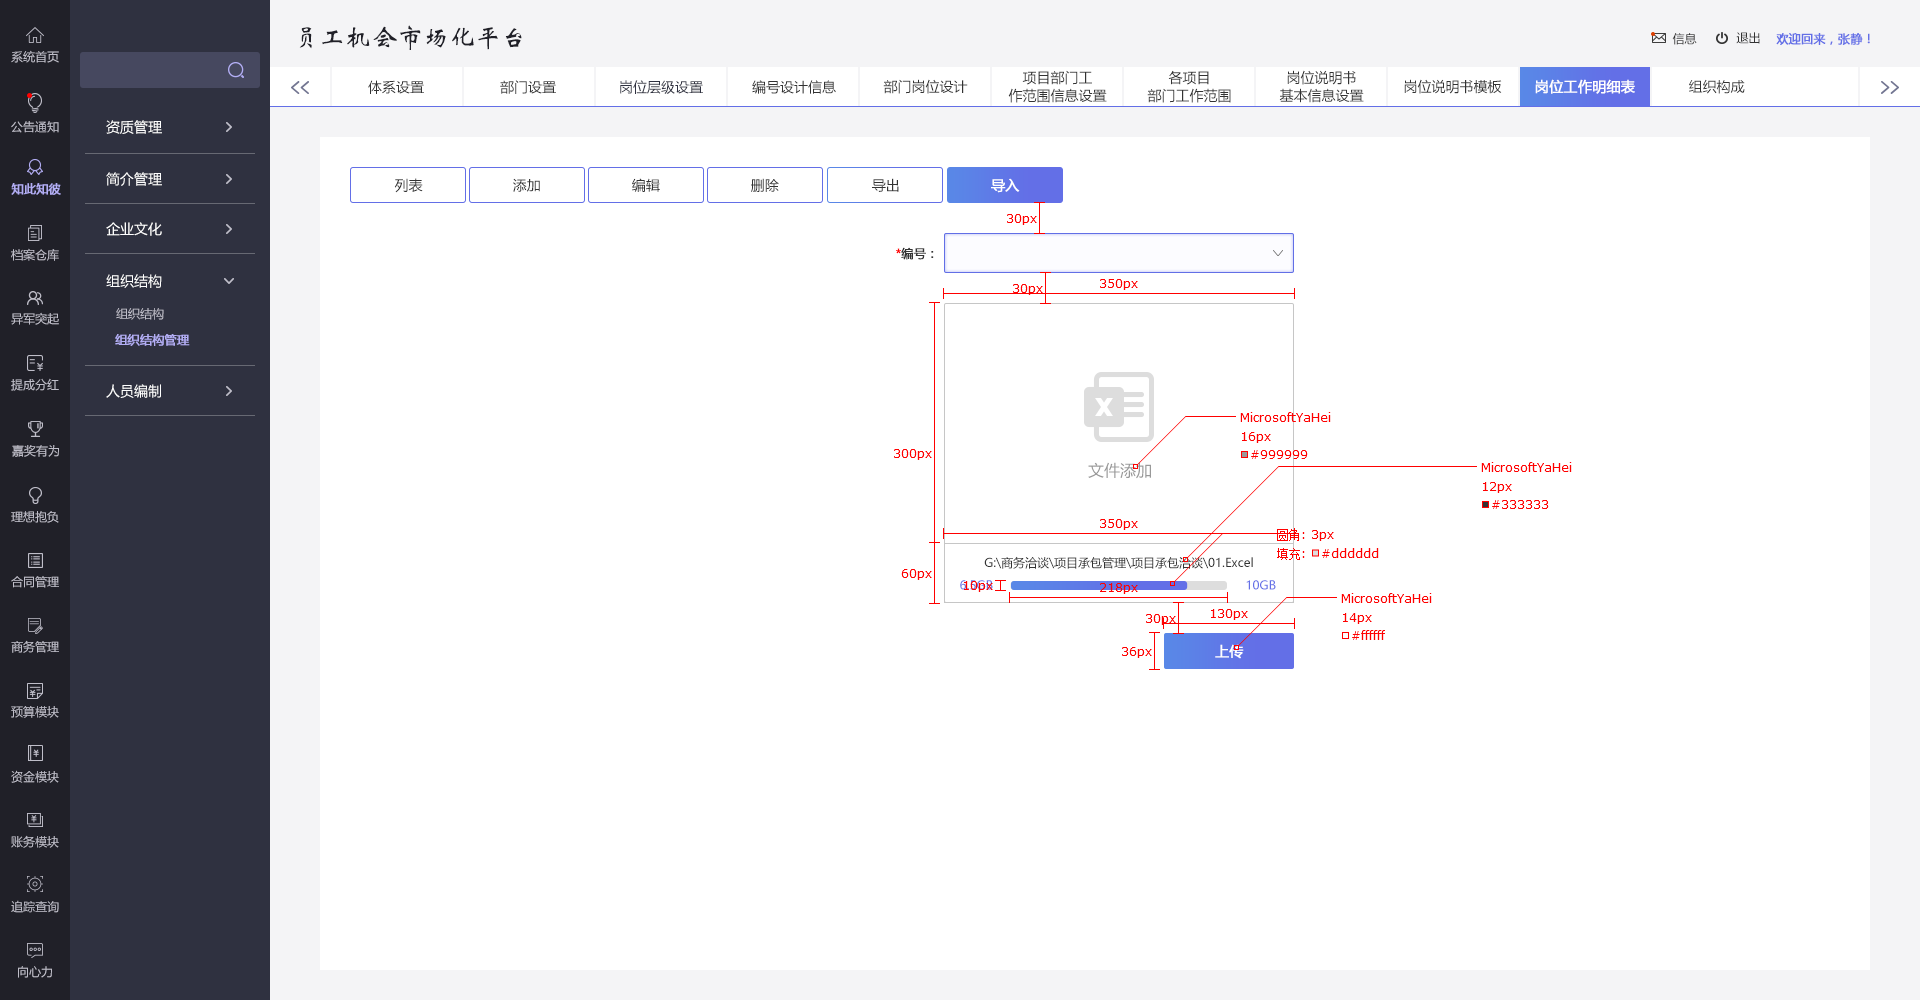 员工机会市场化平台
信息
退出
欢迎回来，张静！
系统首页
公告通知
知此知彼
档案仓库
异军突起
提成分红
嘉奖有为
理想抱负
合同管理
商务管理
预算模块
资金模块
账务模块
追踪查询
向心力
资质管理
简介管理
企业文化
组织结构
组织结构
组织结构管理
人员编制
体系设置
部门设置
岗位层级设置
编号设计信息
部门岗位设计
项目部门工
作范围信息设置
各项目
部门工作范围
岗位说明书
基本信息设置
岗位说明书模板
岗位工作明细表
组织构成
列表
添加
编辑
删除
导出
导入
30px
*编号：
30px
350px
300px
文件添加
MicrosoftYaHei
16px
#999999
MicrosoftYaHei
12px
#333333
350px
圆角：3px
填充：#dddddd
60px
G:\商务洽谈\项目承包管理\项目承包洽谈\01.Excel
10px
218px
10GB
MicrosoftYaHei
14px
#ffffff
30px
130px
36px
上传